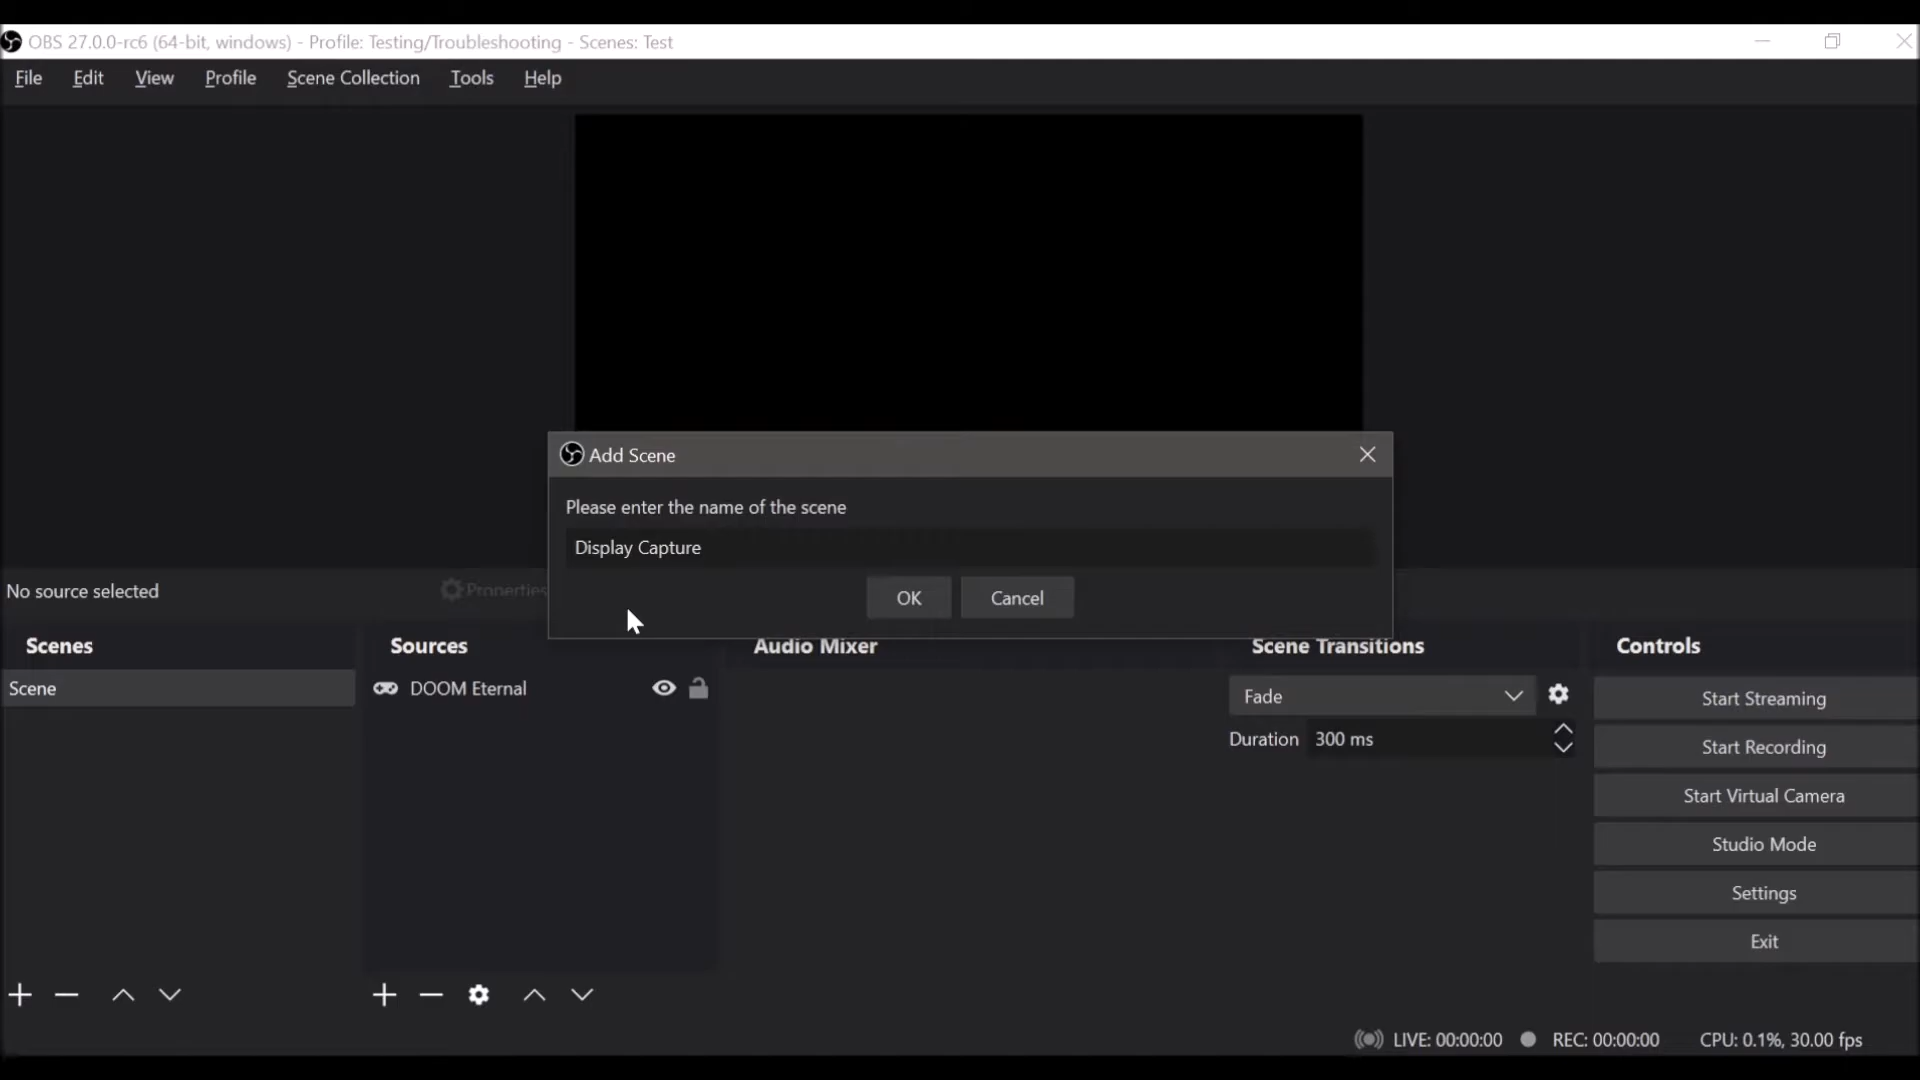 OBS 27.0.0-rc6 (64-bit, windows) - Profile: Testing/Troubleshooting - Scenes: Test
File Edit View Profile Scene Collection Tools Help
Add Scene
Please enter the name of the scene
Display Capture
OK Cancel
No source selected Properties
Scenes Sources Audio Mixer Scene Transitions Controls
Scene DOOM Eternal Fade Start Streaming
Duration 300 ms Start Recording
Start Virtual Camera
Studio Mode
Settings
Exit
LIVE: 00:00:00 REC: 00:00:00 CPU: 0.1%, 30.00 fps